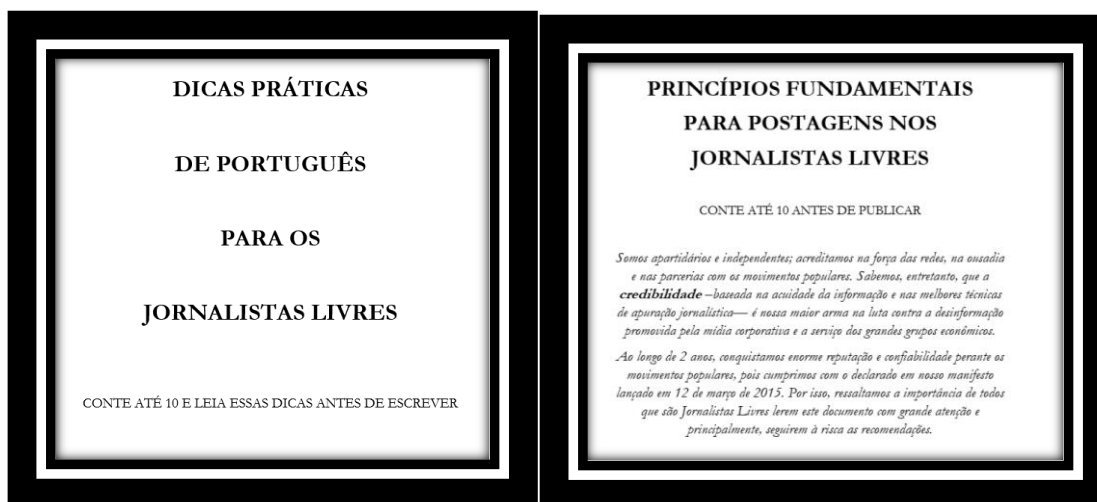 DICAS PRÁTICAS
DE PORTUGUÊS
PARA OS
JORNALISTAS LIVRES
CONTE ATÉ 10 E LEIA ESSAS DICAS ANTES DE ESCREVER
PRINCÍPIOS FUNDAMENTAIS
PARA POSTAGENS NOS
JORNALISTAS LIVRES
CONTE ATÉ 10 ANTES DE PUBLICAR
Somos apartidários e independentes; acreditamos na força das redes, na ousadia
e nas parcerias com os movimentos populares. Sabemos, entretanto, que a
credibilidade –baseada na acuidade da informação e nas melhores técnicas
de apuração jornalística— é nossa maior arma na luta contra a desinformação
promovida pela mídia corporativa e a serviço dos grandes grupos econômicos.
Ao longo de 2 anos, conquistamos enorme reputação e confiabilidade perante os
movimentos populares, pois cumprimos com o declarado em nosso manifesto
lançado em 12 de março de 2015. Por isso, ressaltamos a importância de todos
que são Jornalistas Livres lerem este documento com grande atenção e
principalmente, seguirem à risca as recomendações.